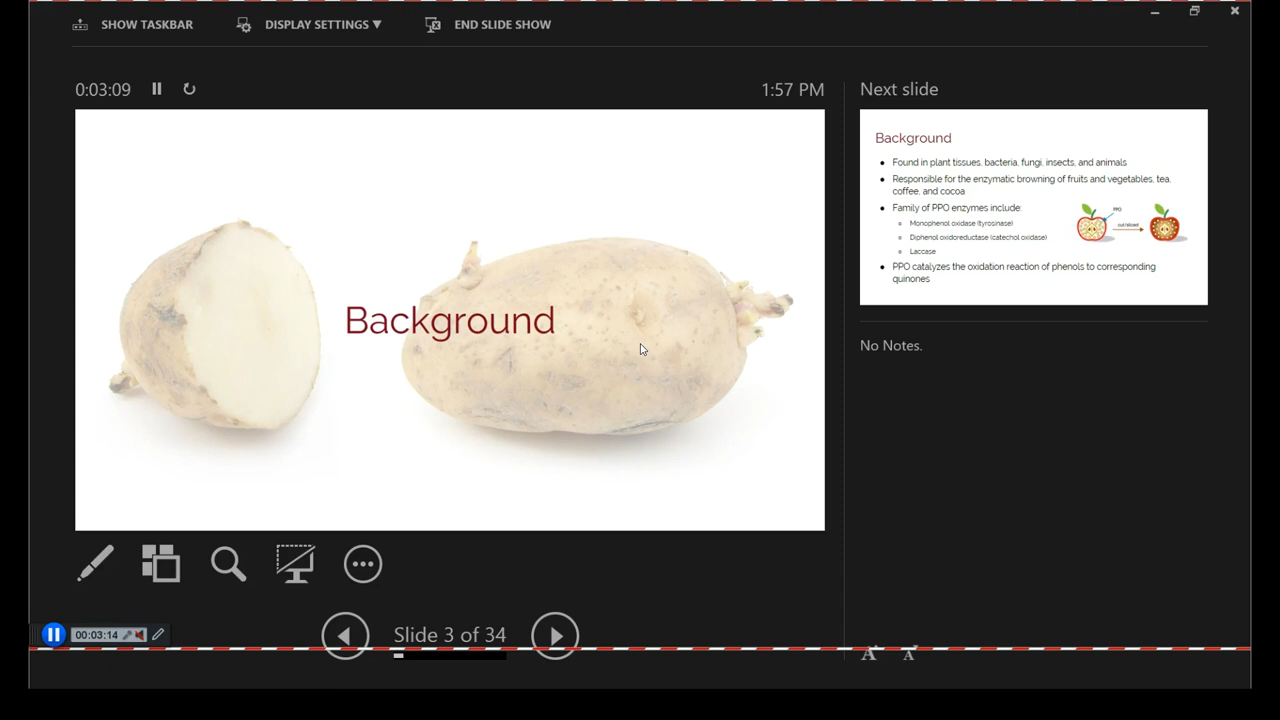 SHOW TASKBAR
DISPLAY SETTINGS ▼
END SLIDE SHOW
0:03:09
1:57 PM
Next slide
Background
Background
• Found in plant tissues, bacteria, fungi, insects, and animals
• Responsible for the enzymatic browning of fruits and vegetables, tea,
coffee, and cocoa
• Family of PPO enzymes include:
○ Monophenol oxidase (tyrosinase)
○ Diphenol oxidoreductase (catechol oxidase)
○ Laccase
PPO
cut/sliced
• PPO catalyzes the oxidation reaction of phenols to corresponding
quinones
No Notes.
00:03:14
Slide 3 of 34
A
A